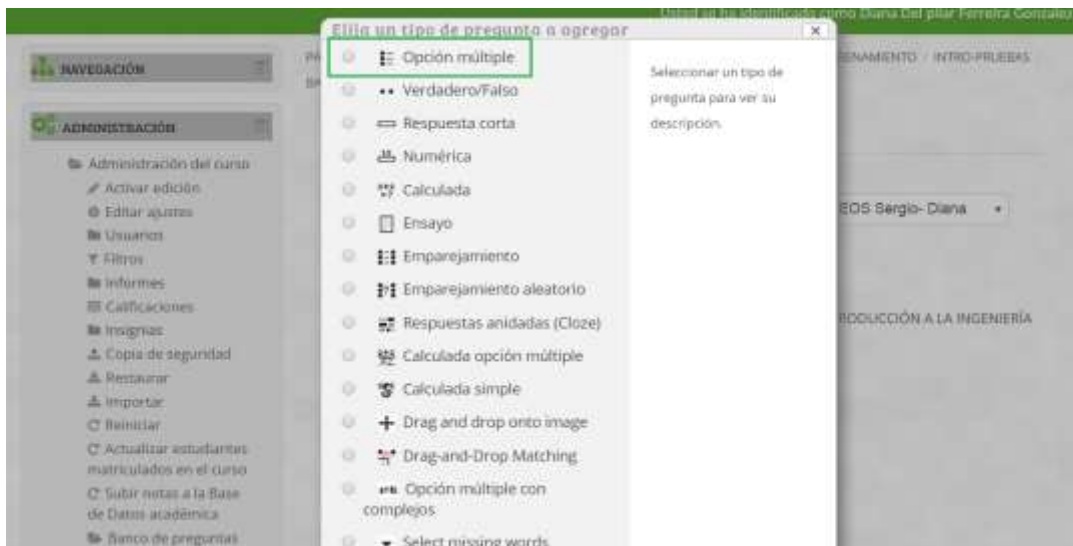 Usted se ha identificado como Diana Del pilar Ferreira Gonzalez
Elija un tipo de pregunta a agregar
NAVEGACIÓN
ADMINISTRACIÓN
Administración del curso
Activar edición
Editar ajustes
Usuarios
Filtros
Informes
Calificaciones
Insignias
Copia de seguridad
Restaurar
Importar
Reiniciar
Actualizar estudiantes
matriculados en el curso
Subir notas a la Base
de Datos académica
Banco de preguntas
Opción múltiple
Verdadero/Falso
Respuesta corta
Numérica
Calculada
Ensayo
Emparejamiento
Emparejamiento aleatorio
Respuestas anidadas (Cloze)
Calculada opción múltiple
Calculada simple
Drag and drop onto image
Drag-and-Drop Matching
Opción múltiple con
complejos
Select missing words
Seleccionar un tipo de
pregunta para ver su
descripción.
ENAMIENTO / INTRO-PRUEBAS
EOS Sergio- Diana
RODUCCIÓN A LA INGENIERÍA